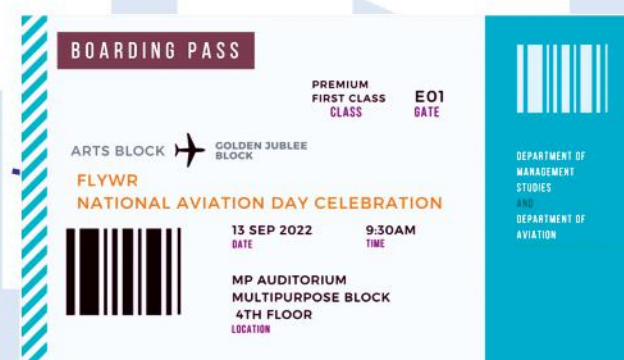 BOARDING PASS
PREMIUM
FIRST CLASS
CLASS
E01
GATE
ARTS BLOCK
GOLDEN JUBLEE
BLOCK
FLYWR
NATIONAL AVIATION DAY CELEBRATION
13 SEP 2022
DATE
9:30AM
TIME
MP AUDITORIUM
MULTIPURPOSE BLOCK
4TH FLOOR
LOCATION
DEPARTMENT OF
MANAGEMENT
STUDIES
AND
DEPARTMENT OF
AVIATION